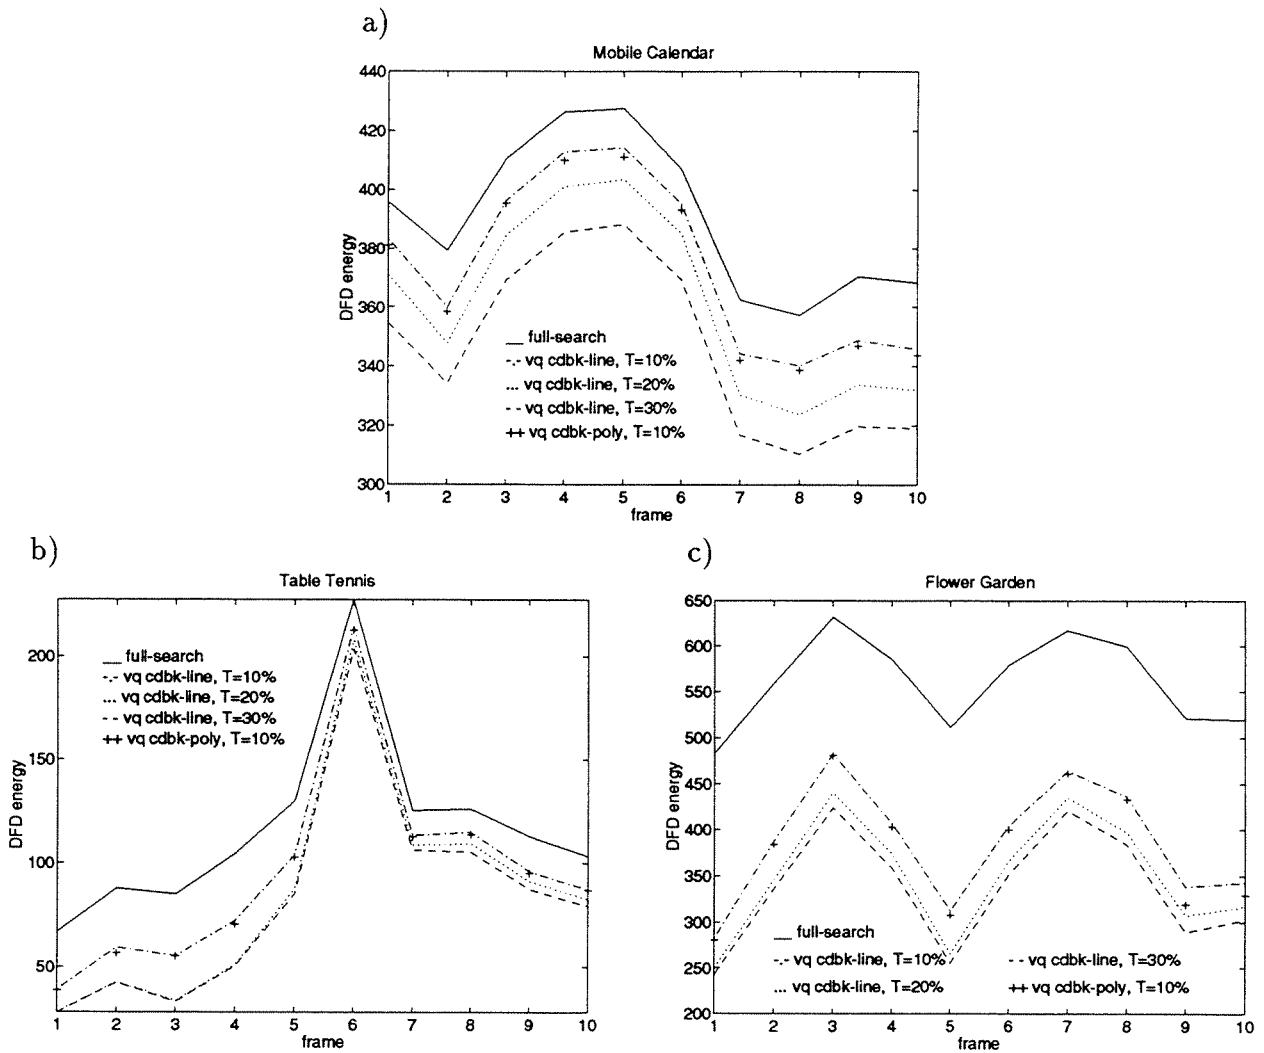 a)
Mobile Calendar
440
420
400
380
360
340
320
300
DFD energy
full-search
vq cdbk-line, T=10%
vq cdbk-line, T=20%
vq cdbk-line, T=30%
vq cdbk-poly, T=10%
1 2 3 4 5 6 7 8 9 10
frame
b)
Table Tennis
200
150
100
50
DFD energy
full-search
vq cdbk-line, T=10%
vq cdbk-line, T=20%
vq cdbk-line, T=30%
vq cdbk-poly, T=10%
1 2 3 4 5 6 7 8 9 10
frame
c)
Flower Garden
650
600
550
500
450
400
350
300
250
200
DFD energy
full-search
vq cdbk-line, T=10%
vq cdbk-line, T=20%
vq cdbk-line, T=30%
vq cdbk-poly, T=10%
1 2 3 4 5 6 7 8 9 10
frame